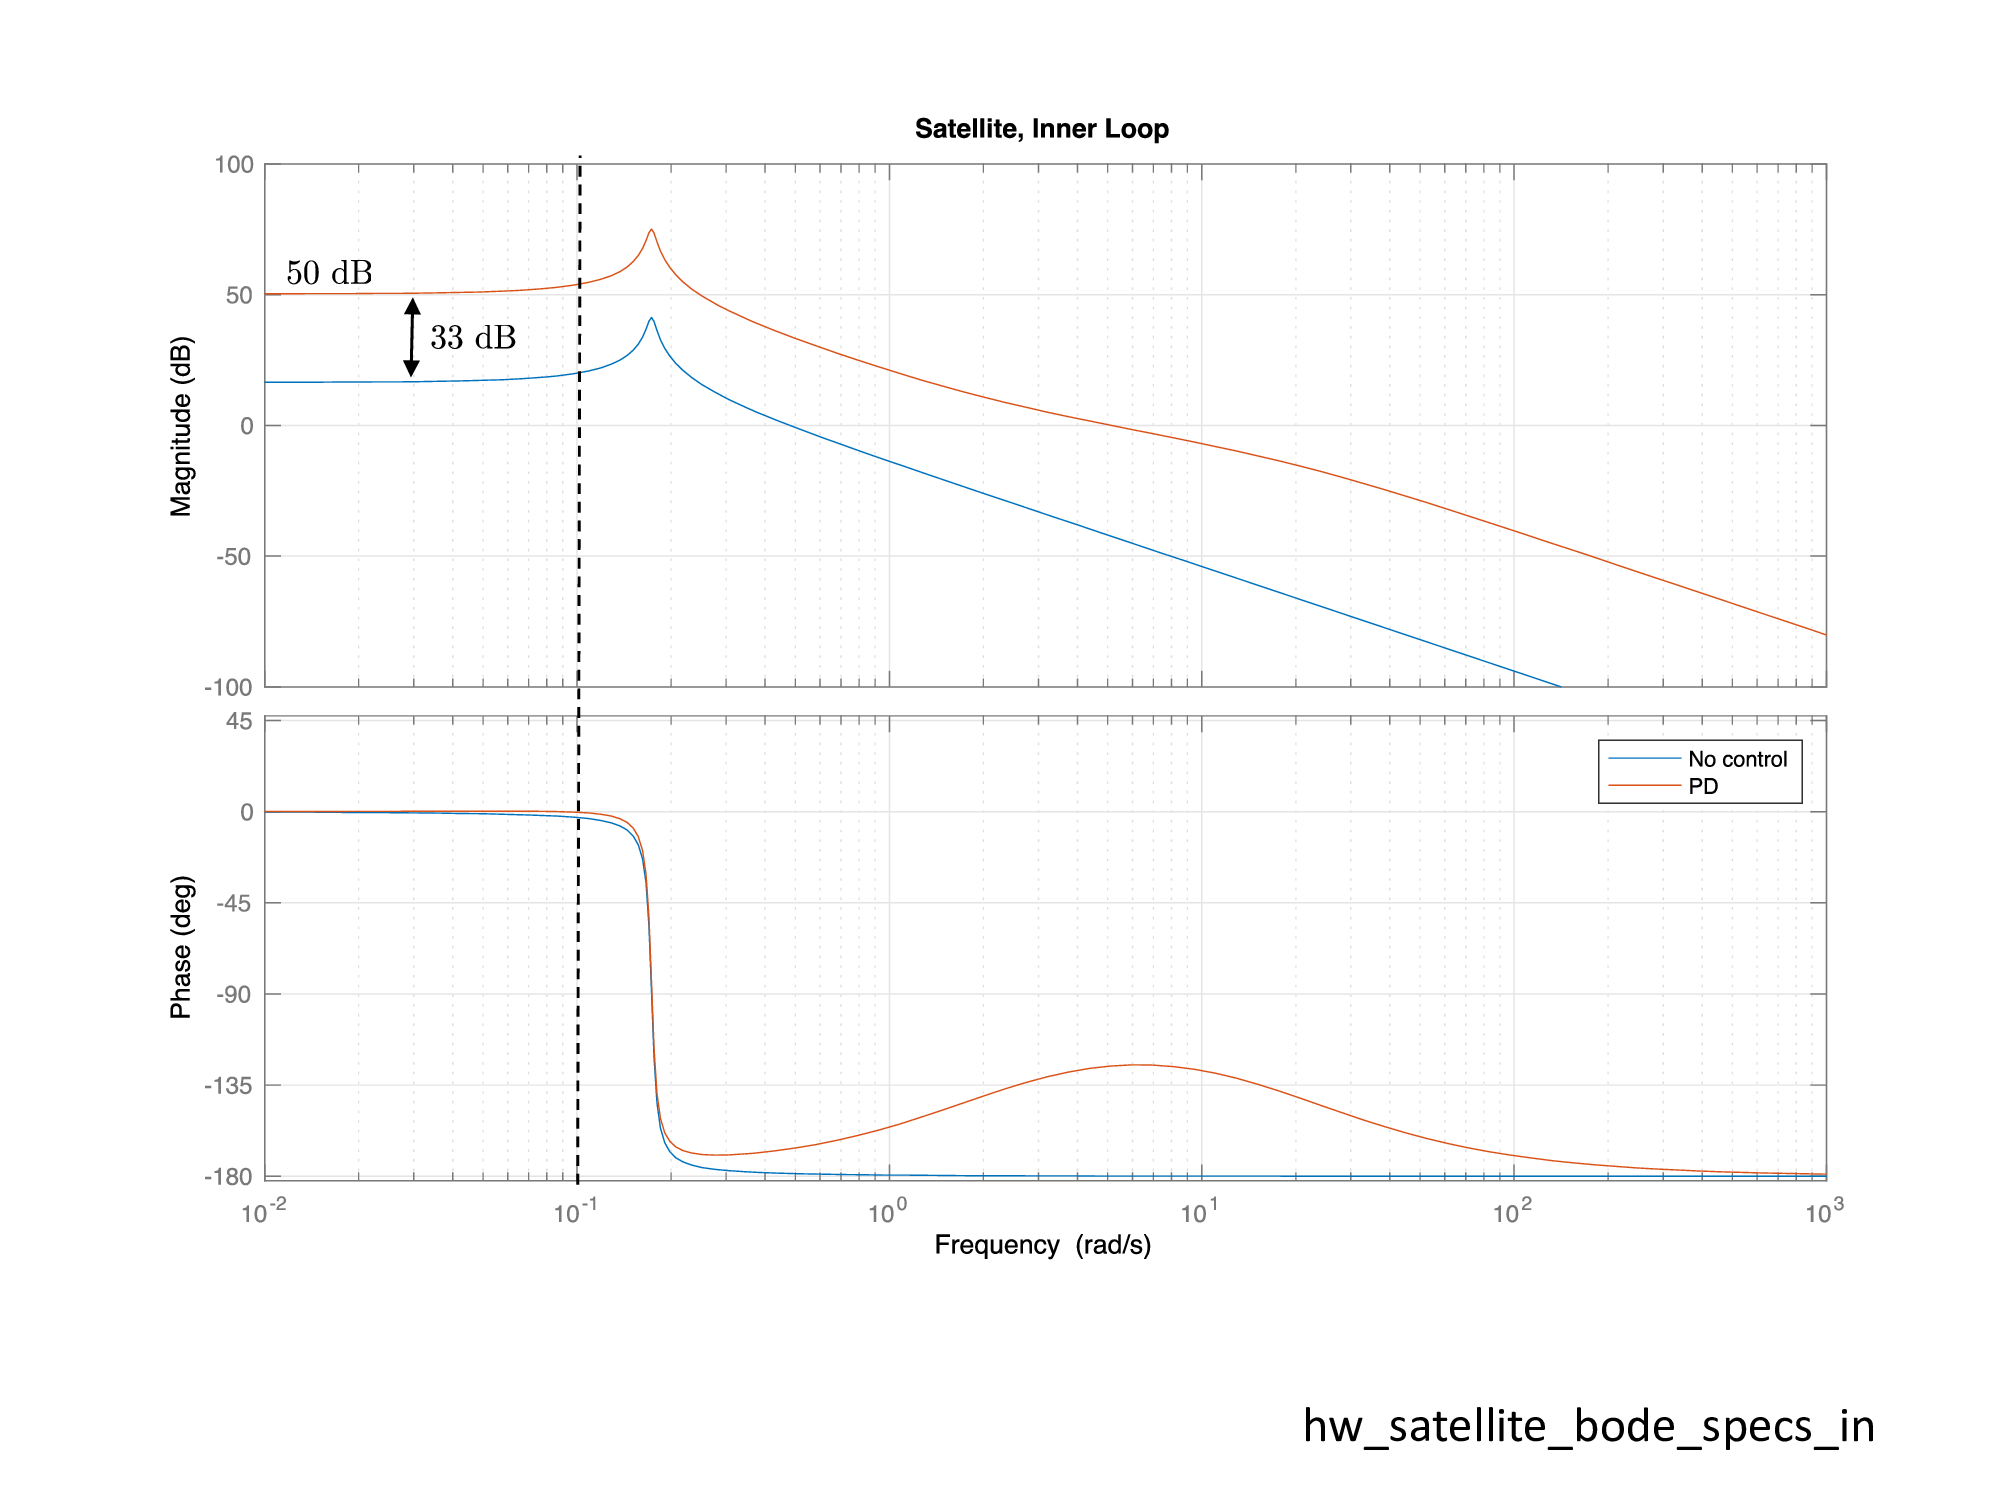 Satellite, Inner Loop
Magnitude (dB)
100
50
0
-50
-100
50 dB
33 dB
Phase (deg)
45
0
-45
-90
-135
-180
No control
PD
10^-2 10^-1 10^0 10^1 10^2 10^3
Frequency (rad/s)
hw_satellite_bode_specs_in